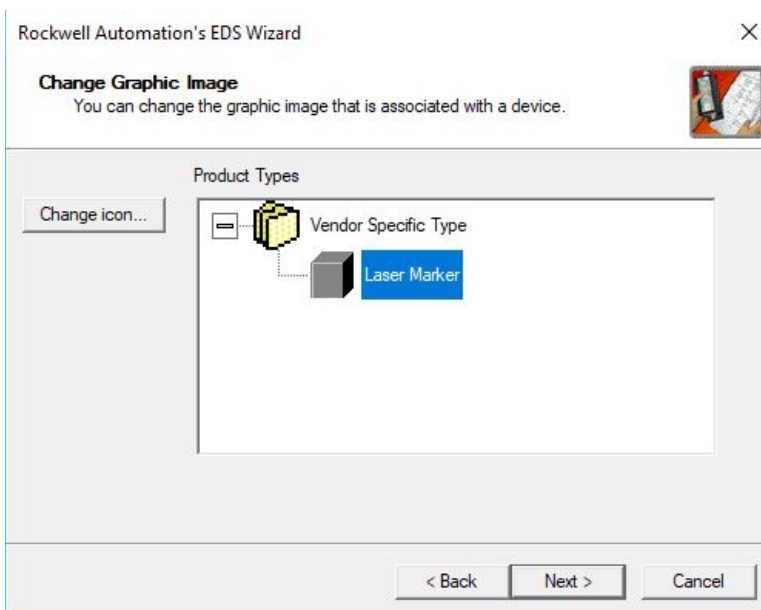 Rockwell Automation's EDS Wizard
Change Graphic Image
You can change the graphic image that is associated with a device.
Product Types
Change icon...
Vendor Specific Type
Laser Marker
< Back
Next >
Cancel